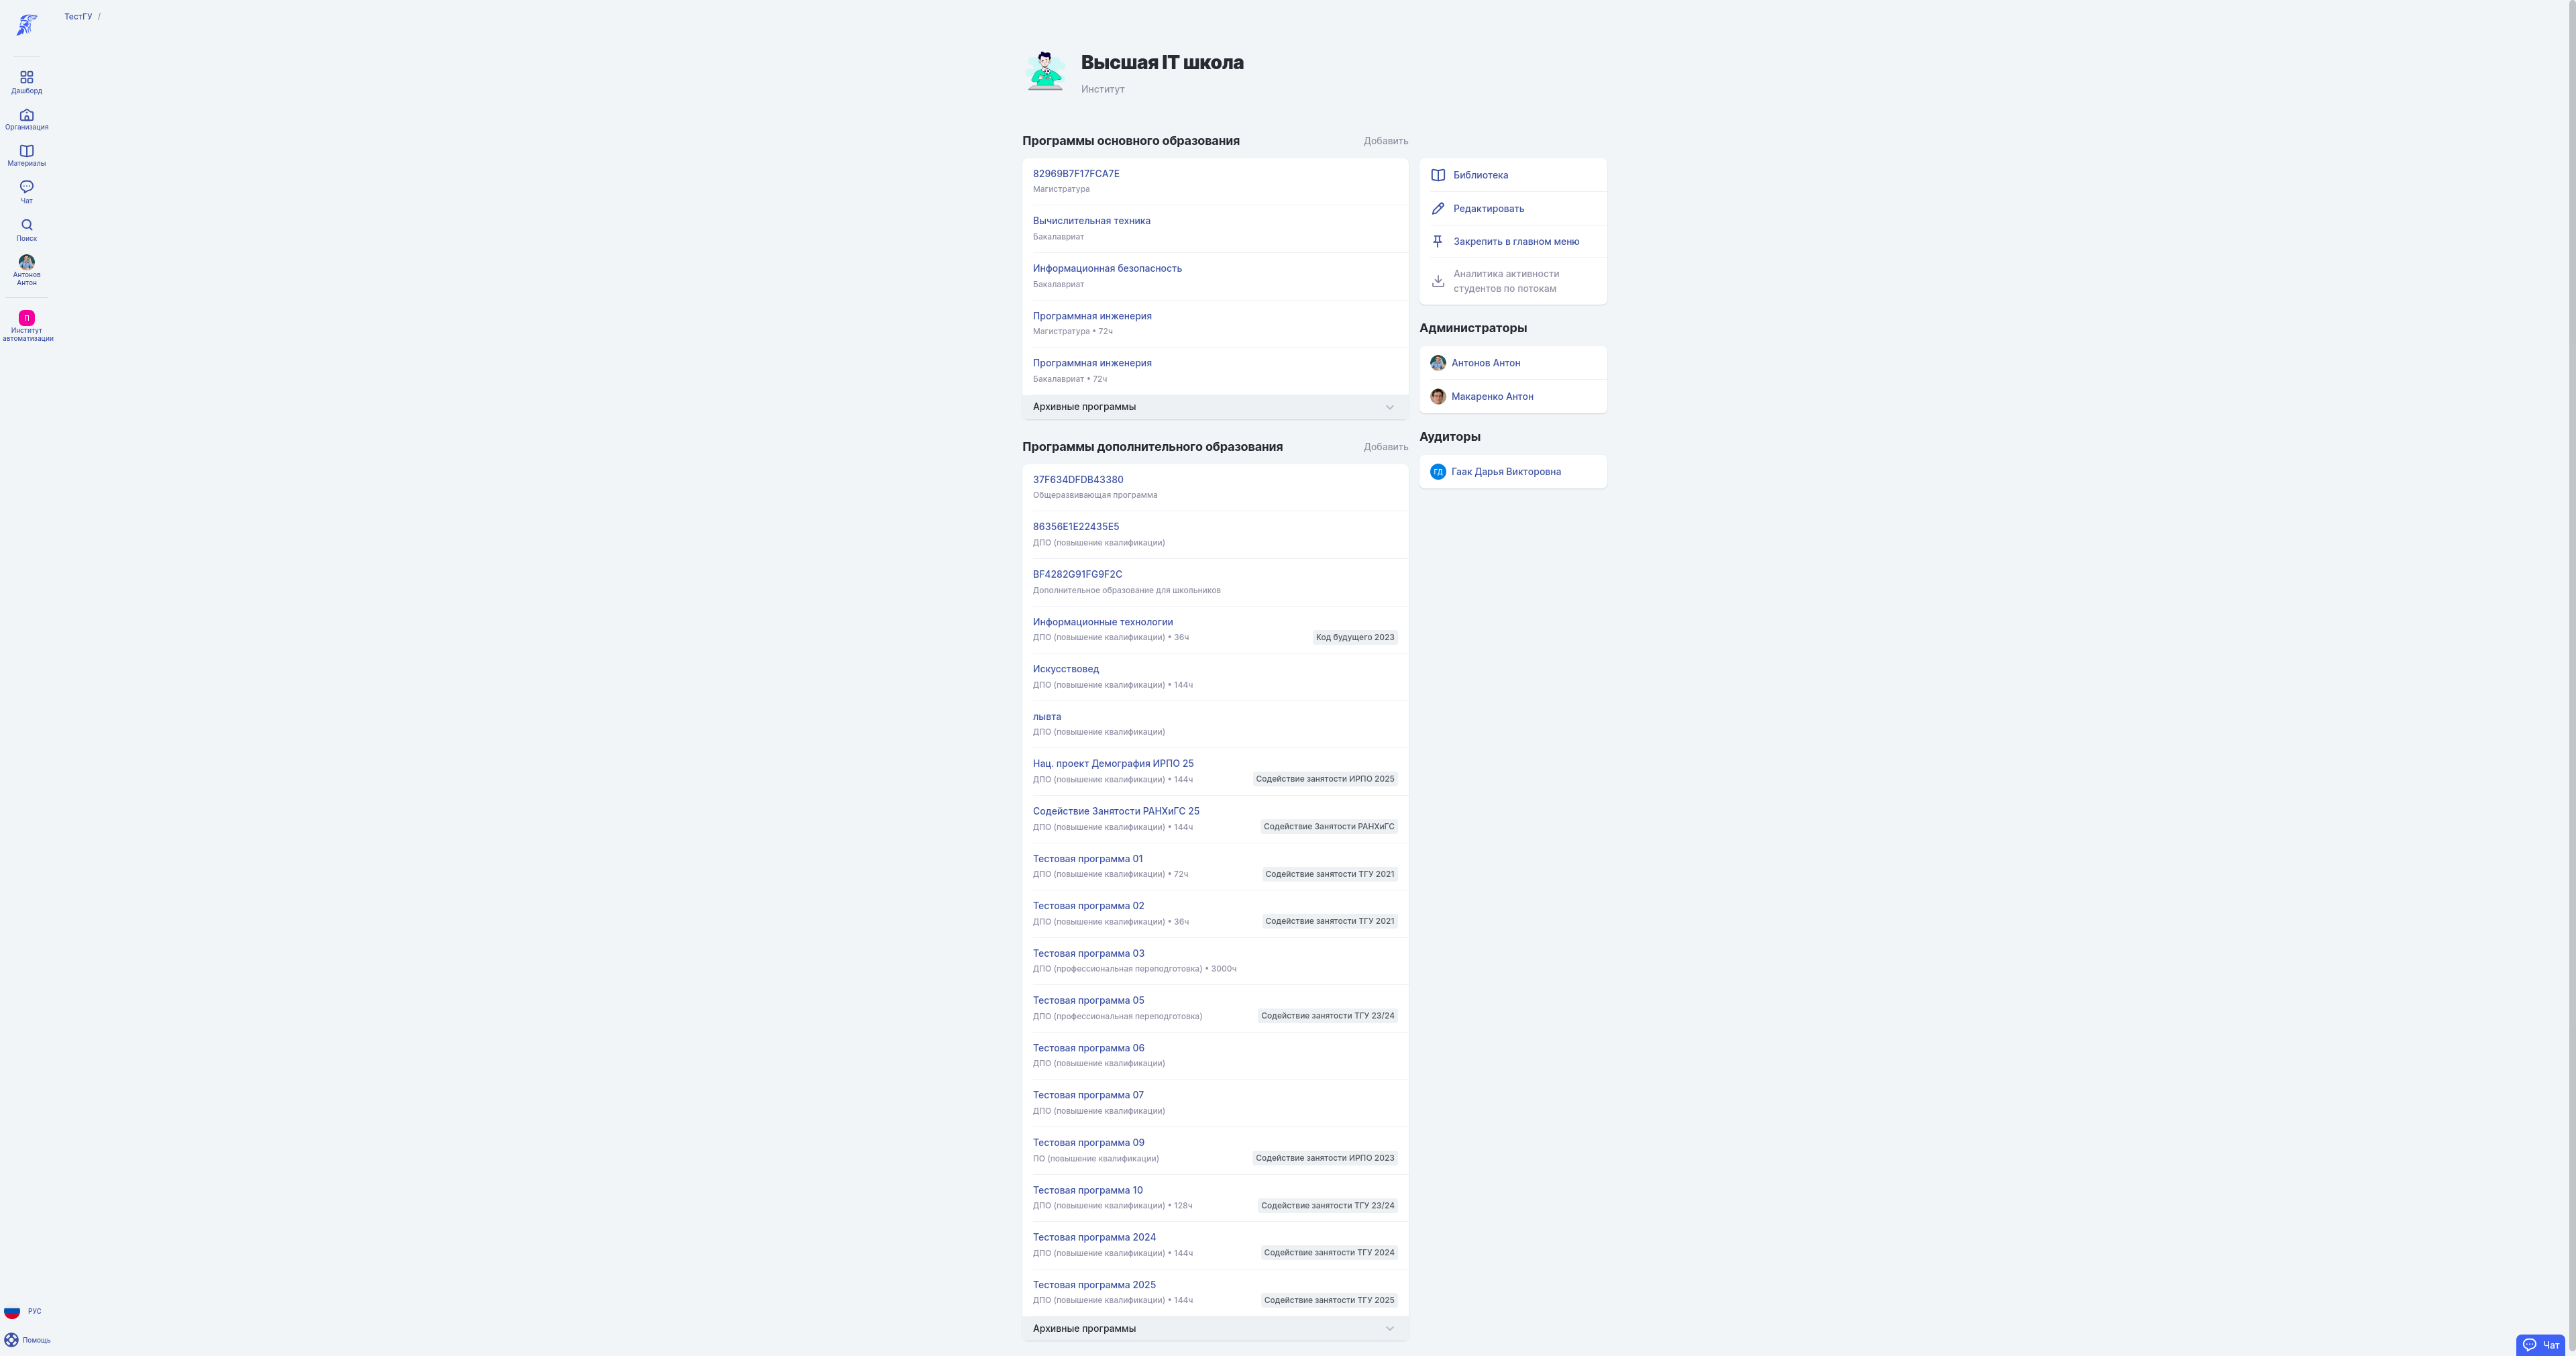 ТестГУ /
Дашборд
Организация
Материалы
Чат
Поиск
Антонов
Антон
П
Институт
автоматизации
РУС
Помощь
Высшая IT школа
Институт
Программы основного образования
Добавить
82969B7F17FCA7E
Магистратура
Вычислительная техника
Бакалавриат
Информационная безопасность
Бакалавриат
Программная инженерия
Магистратура • 72ч
Программная инженерия
Бакалавриат • 72ч
Архивные программы
Программы дополнительного образования
Добавить
37F634DFDB43380
Общеразвивающая программа
86356E1E22435E5
ДПО (повышение квалификации)
BF4282G91FG9F2C
Дополнительное образование для школьников
Информационные технологии
ДПО (повышение квалификации) • 36ч
Код будущего 2023
Искусствовед
ДПО (повышение квалификации) • 144ч
лывта
ДПО (повышение квалификации)
Нац. проект Демография ИРПО 25
ДПО (повышение квалификации) • 144ч
Содействие занятости ИРПО 2025
Содействие Занятости РАНХиГС 25
ДПО (повышение квалификации) • 144ч
Содействие Занятости РАНХиГС
Тестовая программа 01
ДПО (повышение квалификации) • 72ч
Содействие занятости ТГУ 2021
Тестовая программа 02
ДПО (повышение квалификации) • 36ч
Содействие занятости ТГУ 2021
Тестовая программа 03
ДПО (профессиональная переподготовка) • 3000ч
Тестовая программа 05
ДПО (профессиональная переподготовка)
Содействие занятости ТГУ 23/24
Тестовая программа 06
ДПО (повышение квалификации)
Тестовая программа 07
ДПО (повышение квалификации)
Тестовая программа 09
ПО (повышение квалификации)
Содействие занятости ИРПО 2023
Тестовая программа 10
ДПО (повышение квалификации) • 128ч
Содействие занятости ТГУ 23/24
Тестовая программа 2024
ДПО (повышение квалификации) • 144ч
Содействие занятости ТГУ 2024
Тестовая программа 2025
ДПО (повышение квалификации) • 144ч
Содействие занятости ТГУ 2025
Архивные программы
Библиотека
Редактировать
Закрепить в главном меню
Аналитика активности
студентов по потокам
Администраторы
Антонов Антон
Макаренко Антон
Аудиторы
ГД
Гаак Дарья Викторовна
Чат